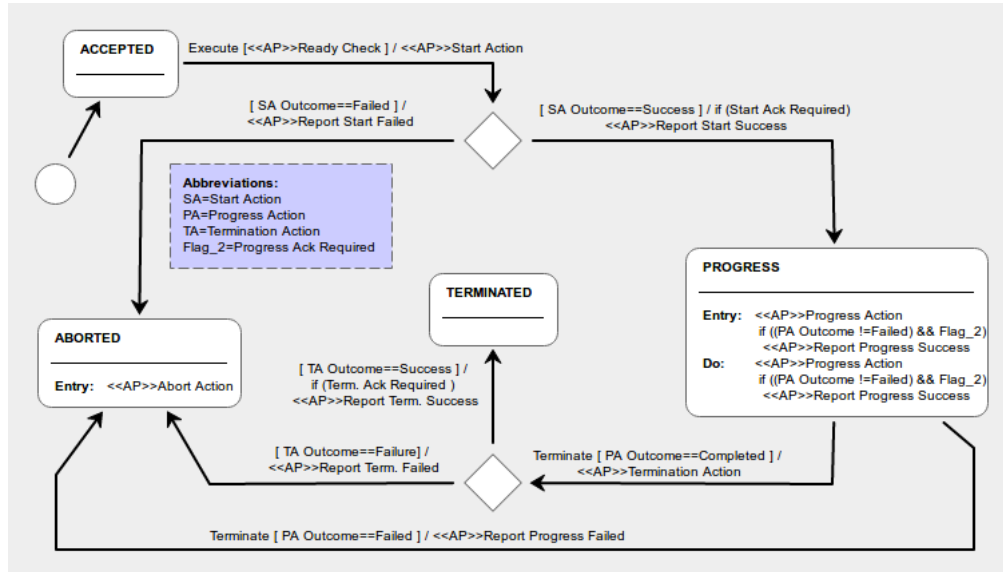 ACCEPTED
Execute [<<AP>>Ready Check ] / <<AP>>Start Action
[ SA Outcome==Failed ] /
<<AP>>Report Start Failed
[ SA Outcome==Success ] / if (Start Ack Required)
<<AP>>Report Start Success
Abbreviations:
SA=Start Action
PA=Progress Action
TA=Termination Action
Flag_2=Progress Ack Required
PROGRESS
Entry: <<AP>>Progress Action
if ((PA Outcome !=Failed) && Flag_2)
<<AP>>Report Progress Success
Do: <<AP>>Progress Action
if ((PA Outcome !=Failed) && Flag_2)
<<AP>>Report Progress Success
TERMINATED
ABORTED
Entry: <<AP>>Abort Action
[ TA Outcome==Success ] /
if (Term. Ack Required )
<<AP>>Report Term. Success
[ TA Outcome==Failure] /
<<AP>>Report Term. Failed
Terminate [ PA Outcome==Completed ] /
<<AP>>Termination Action
Terminate [ PA Outcome==Failed ] / <<AP>>Report Progress Failed